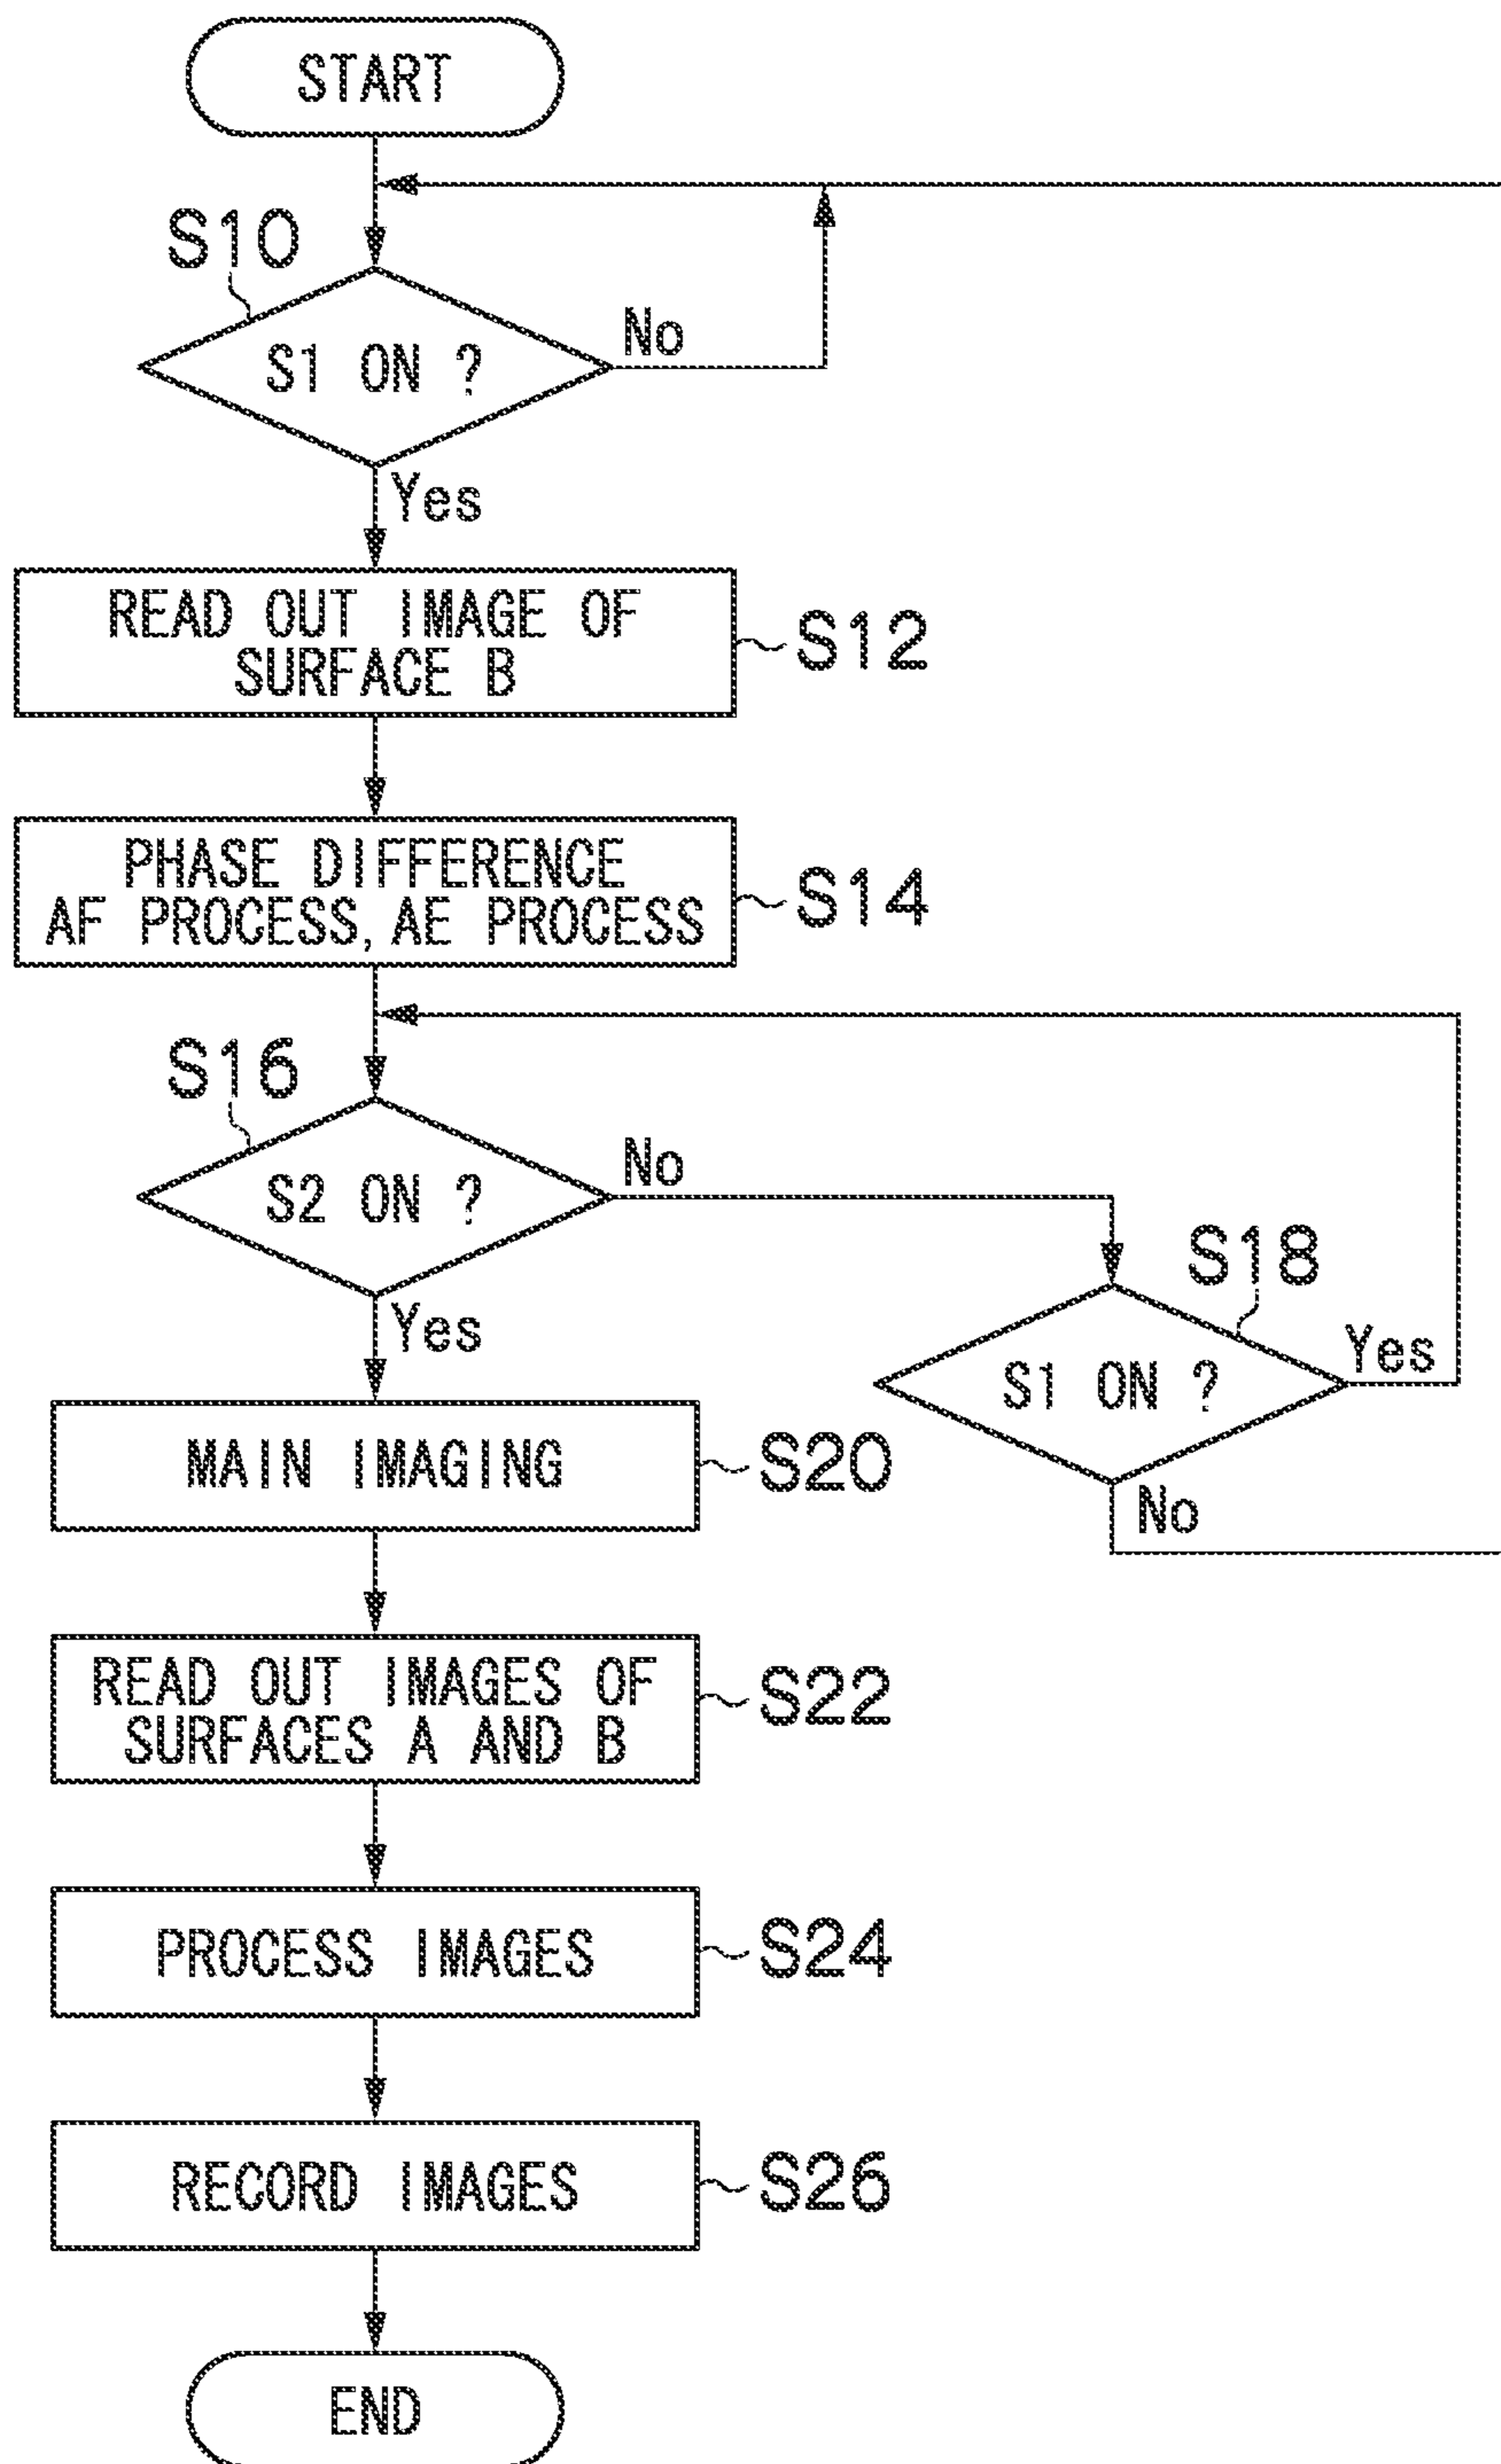 START
S10
S1 ON ?
No
Yes
READ OUT IMAGE OF
SURFACE B
S12
PHASE DIFFERENCE
AF PROCESS, AE PROCESS
S14
S16
S2 ON ?
No
Yes
S18
S1 ON ?
Yes
No
MAIN IMAGING
S20
READ OUT IMAGES OF
SURFACES A AND B
S22
PROCESS IMAGES
S24
RECORD IMAGES
S26
END